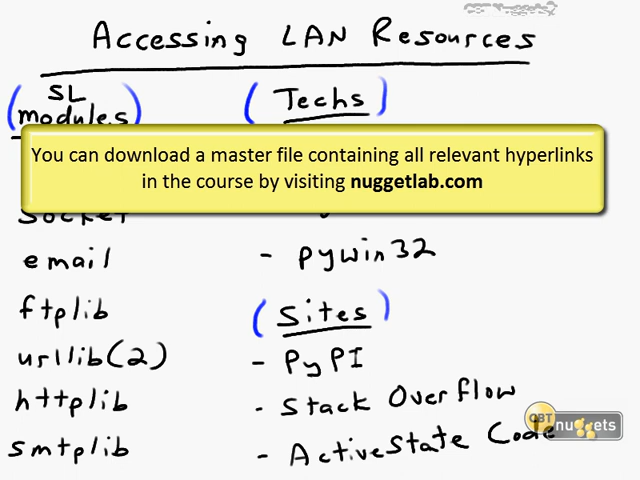 Accessing LAN Resources
SL
modules
Techs
You can download a master file containing all relevant hyperlinks
in the course by visiting nuggetlab.com
socket
email
- pywin32
ftplib
Sites
urllib(2)
- PyPI
httplib
- Stack Overflow
smtplib
- ActiveState Code
CBT
nuggets